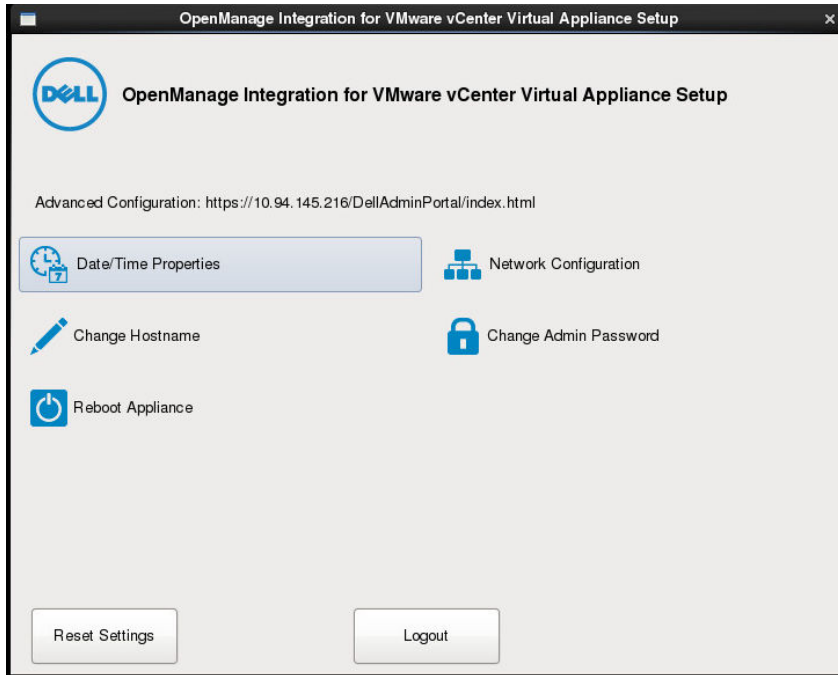 OpenManage Integration for VMware vCenter Virtual Appliance Setup
DELL
OpenManage Integration for VMware vCenter Virtual Appliance Setup
Advanced Configuration: https://10.94.145.216/DellAdminPortal/index.html
7
Date/Time Properties
Network Configuration
Change Hostname
Change Admin Password
Reboot Appliance
Reset Settings
Logout